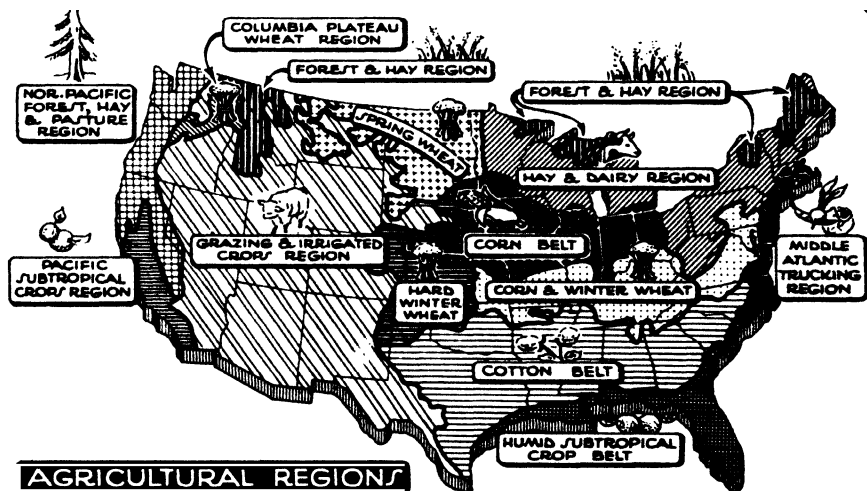 COLUMBIA PLATEAU
WHEAT REGION
FOREST & HAY REGION
NOR. PACIFIC
FOREST, HAY
& PASTURE
REGION
FOREST & HAY REGION
SPRING WHEAT
HAY & DAIRY REGION
GRAZING & IRRIGATED
CROPS REGION
CORN BELT
PACIFIC
SUBTROPICAL
CROPS REGION
HARD
WINTER
WHEAT
CORN & WINTER WHEAT
MIDDLE
ATLANTIC
TRUCKING
REGION
COTTON BELT
HUMID SUBTROPICAL
CROP BELT
AGRICULTURAL REGIONS